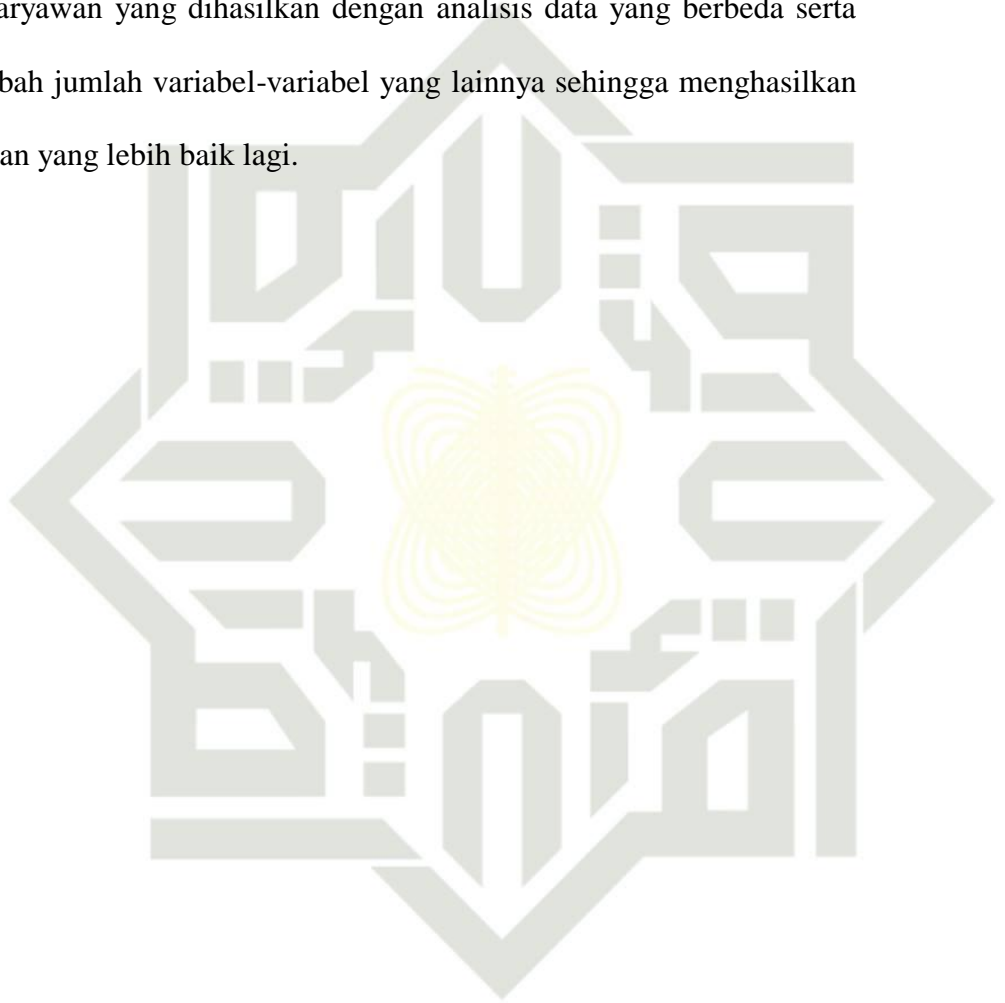 aryawan yang dihasilkan dengan analisis data yang berbeda serta
bah jumlah variabel-variabel yang lainnya sehingga menghasilkan
an yang lebih baik lagi.